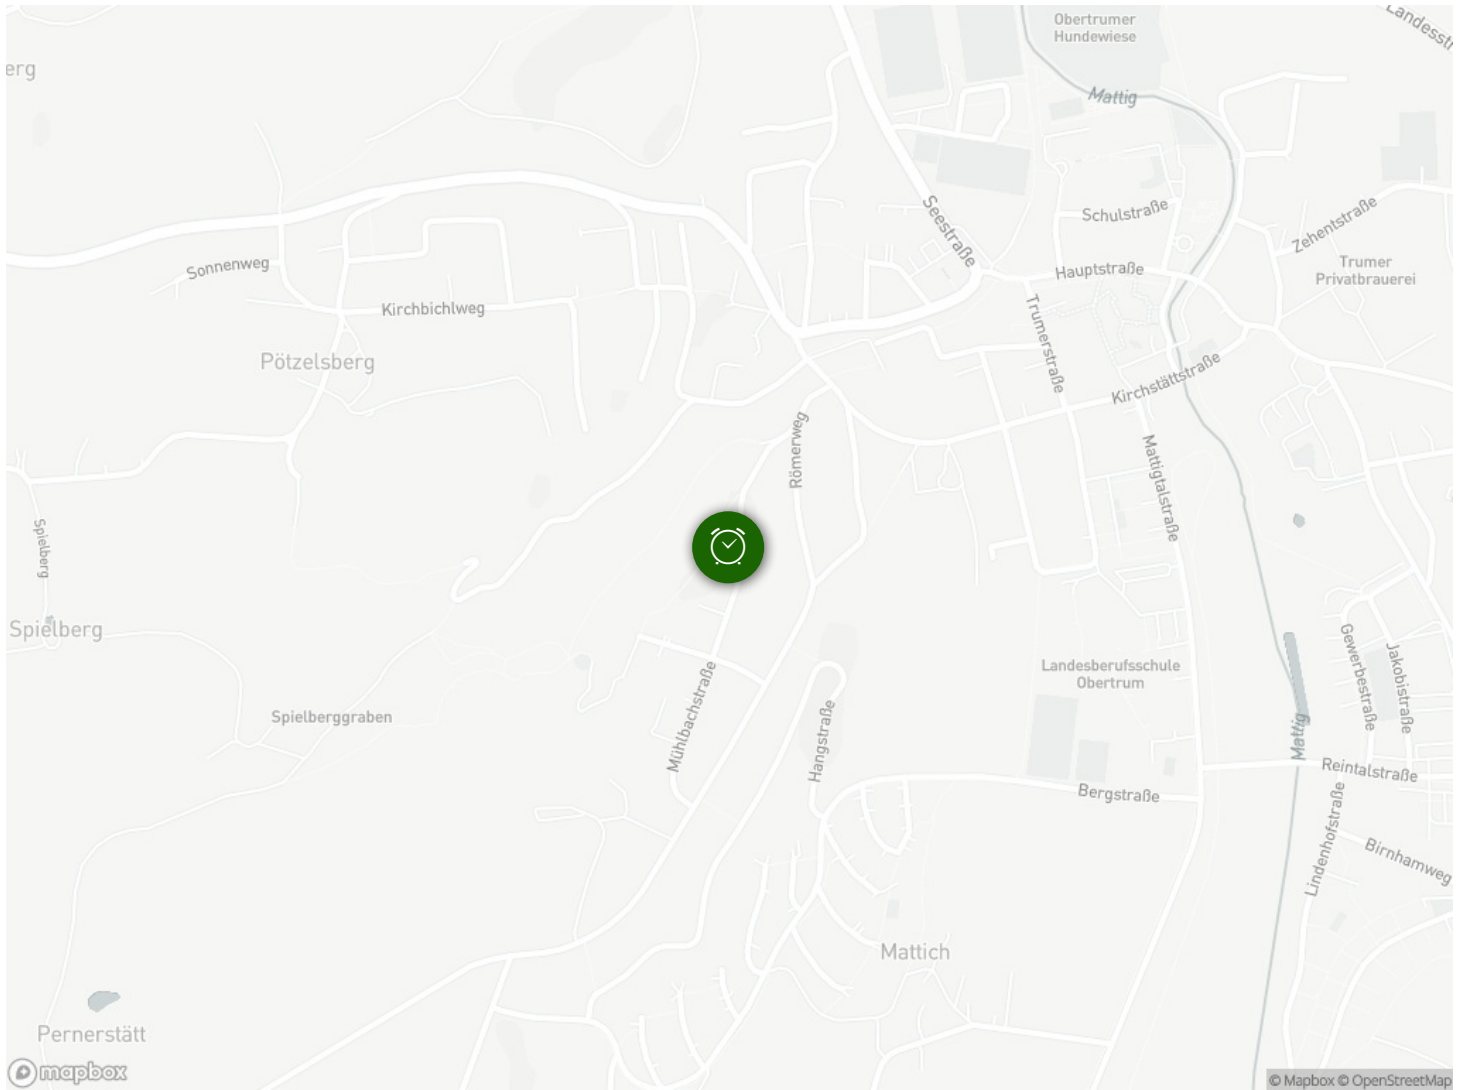 Obertrumer
Hundewiese
Landesstr
erg
Mattig
Seestraße
Schulstraße
Zehentstraße
Sonnenweg
Hauptstraße
Trumer
Privatbrauerei
Kirchbichlweg
Trumerstraße
Pötzelsberg
Kirchstättstraße
Römerweg
Mattigtalstraße
Spielberg
Spielberg
Landesberufsschule
Obertrum
Gewerbestraße
Jakobistraße
Spielberggraben
Mühlbachstraße
Hangstraße
Mattig
Reintalstraße
Bergstraße
Lindenhofstraße
Birnhamweg
Mattich
Pernerstätt
mapbox
© Mapbox © OpenStreetMap